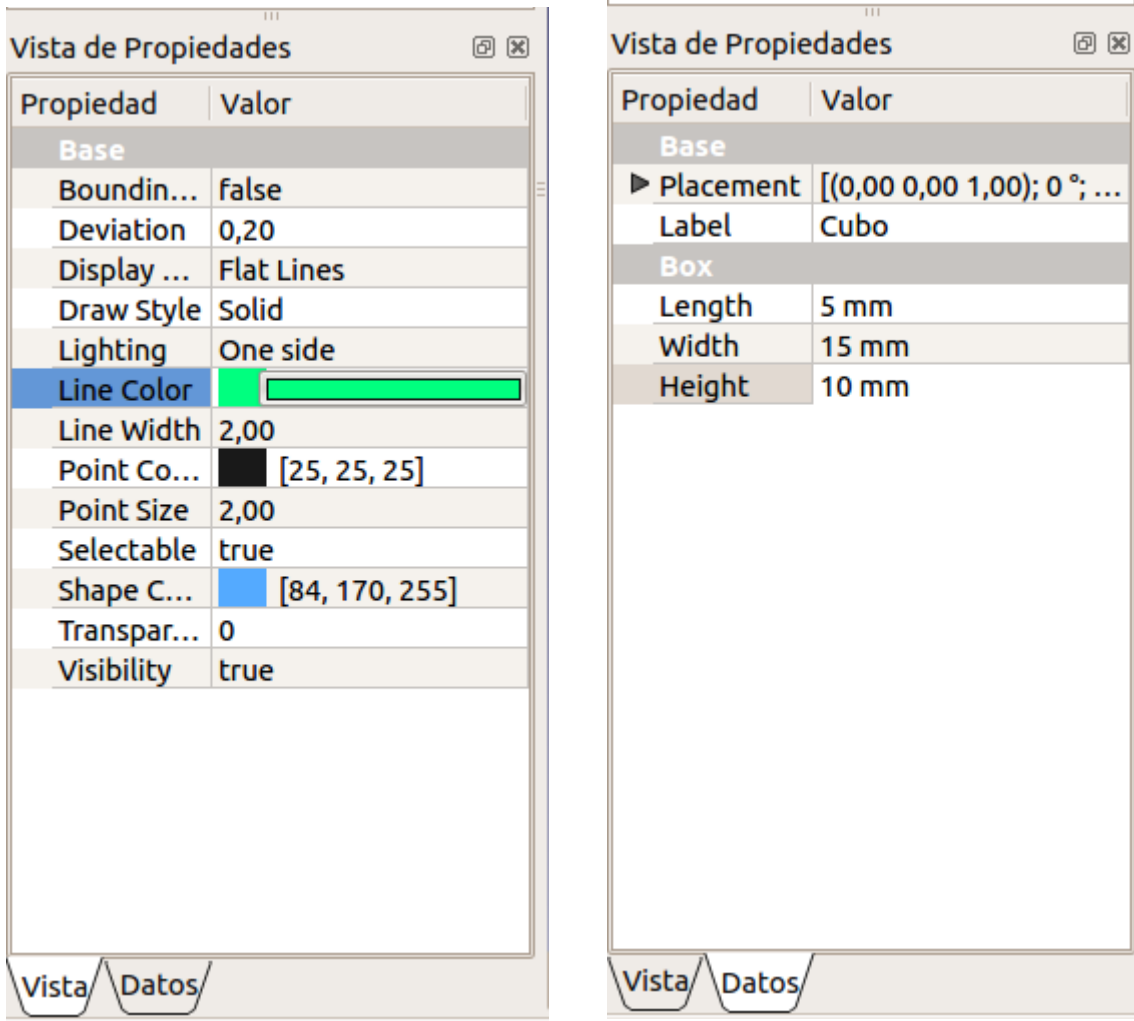 Vista de Propiedades
Propiedad Valor
Base
Boundin... false
Deviation 0,20
Display ... Flat Lines
Draw Style Solid
Lighting One side
Line Color
Line Width 2,00
Point Co... [25, 25, 25]
Point Size 2,00
Selectable true
Shape C... [84, 170, 255]
Transpar... 0
Visibility true
Vista Datos
Vista de Propiedades
Propiedad Valor
Base
Placement [(0,00 0,00 1,00); 0 °; ...
Label Cubo
Box
Length 5 mm
Width 15 mm
Height 10 mm
Vista Datos